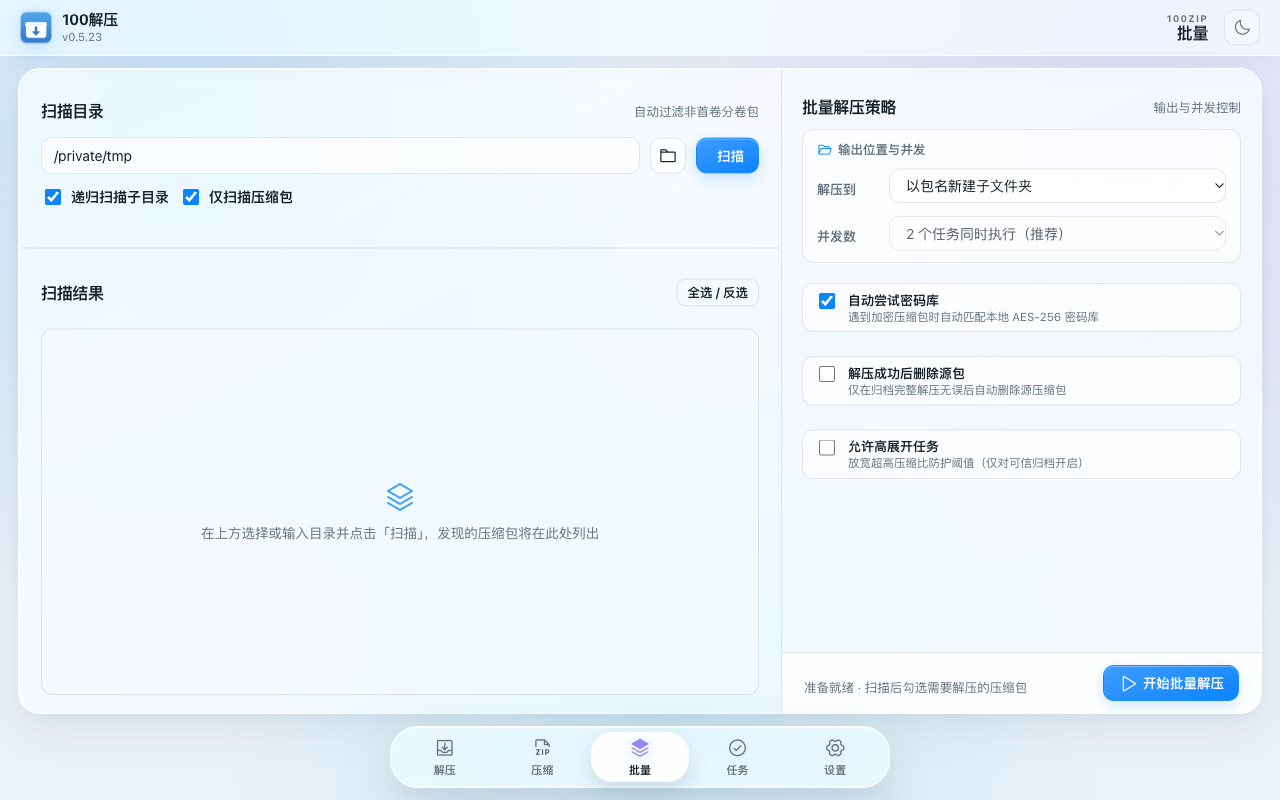 100解压
v0.5.23
100ZIP
批量
扫描目录
自动过滤非首卷分卷包
/private/tmp
扫描
递归扫描子目录
仅扫描压缩包
扫描结果
全选 / 反选
在上方选择或输入目录并点击「扫描」，发现的压缩包将在此处列出
批量解压策略
输出与并发控制
输出位置与并发
解压到
以包名新建子文件夹
并发数
2 个任务同时执行（推荐）
自动尝试密码库
遇到加密压缩包时自动匹配本地 AES-256 密码库
解压成功后删除源包
仅在归档完整解压无误后自动删除源压缩包
允许高展开任务
放宽超高压缩比防护阈值（仅对可信归档开启）
准备就绪 · 扫描后勾选需要解压的压缩包
开始批量解压
解压
ZIP
压缩
批量
任务
设置